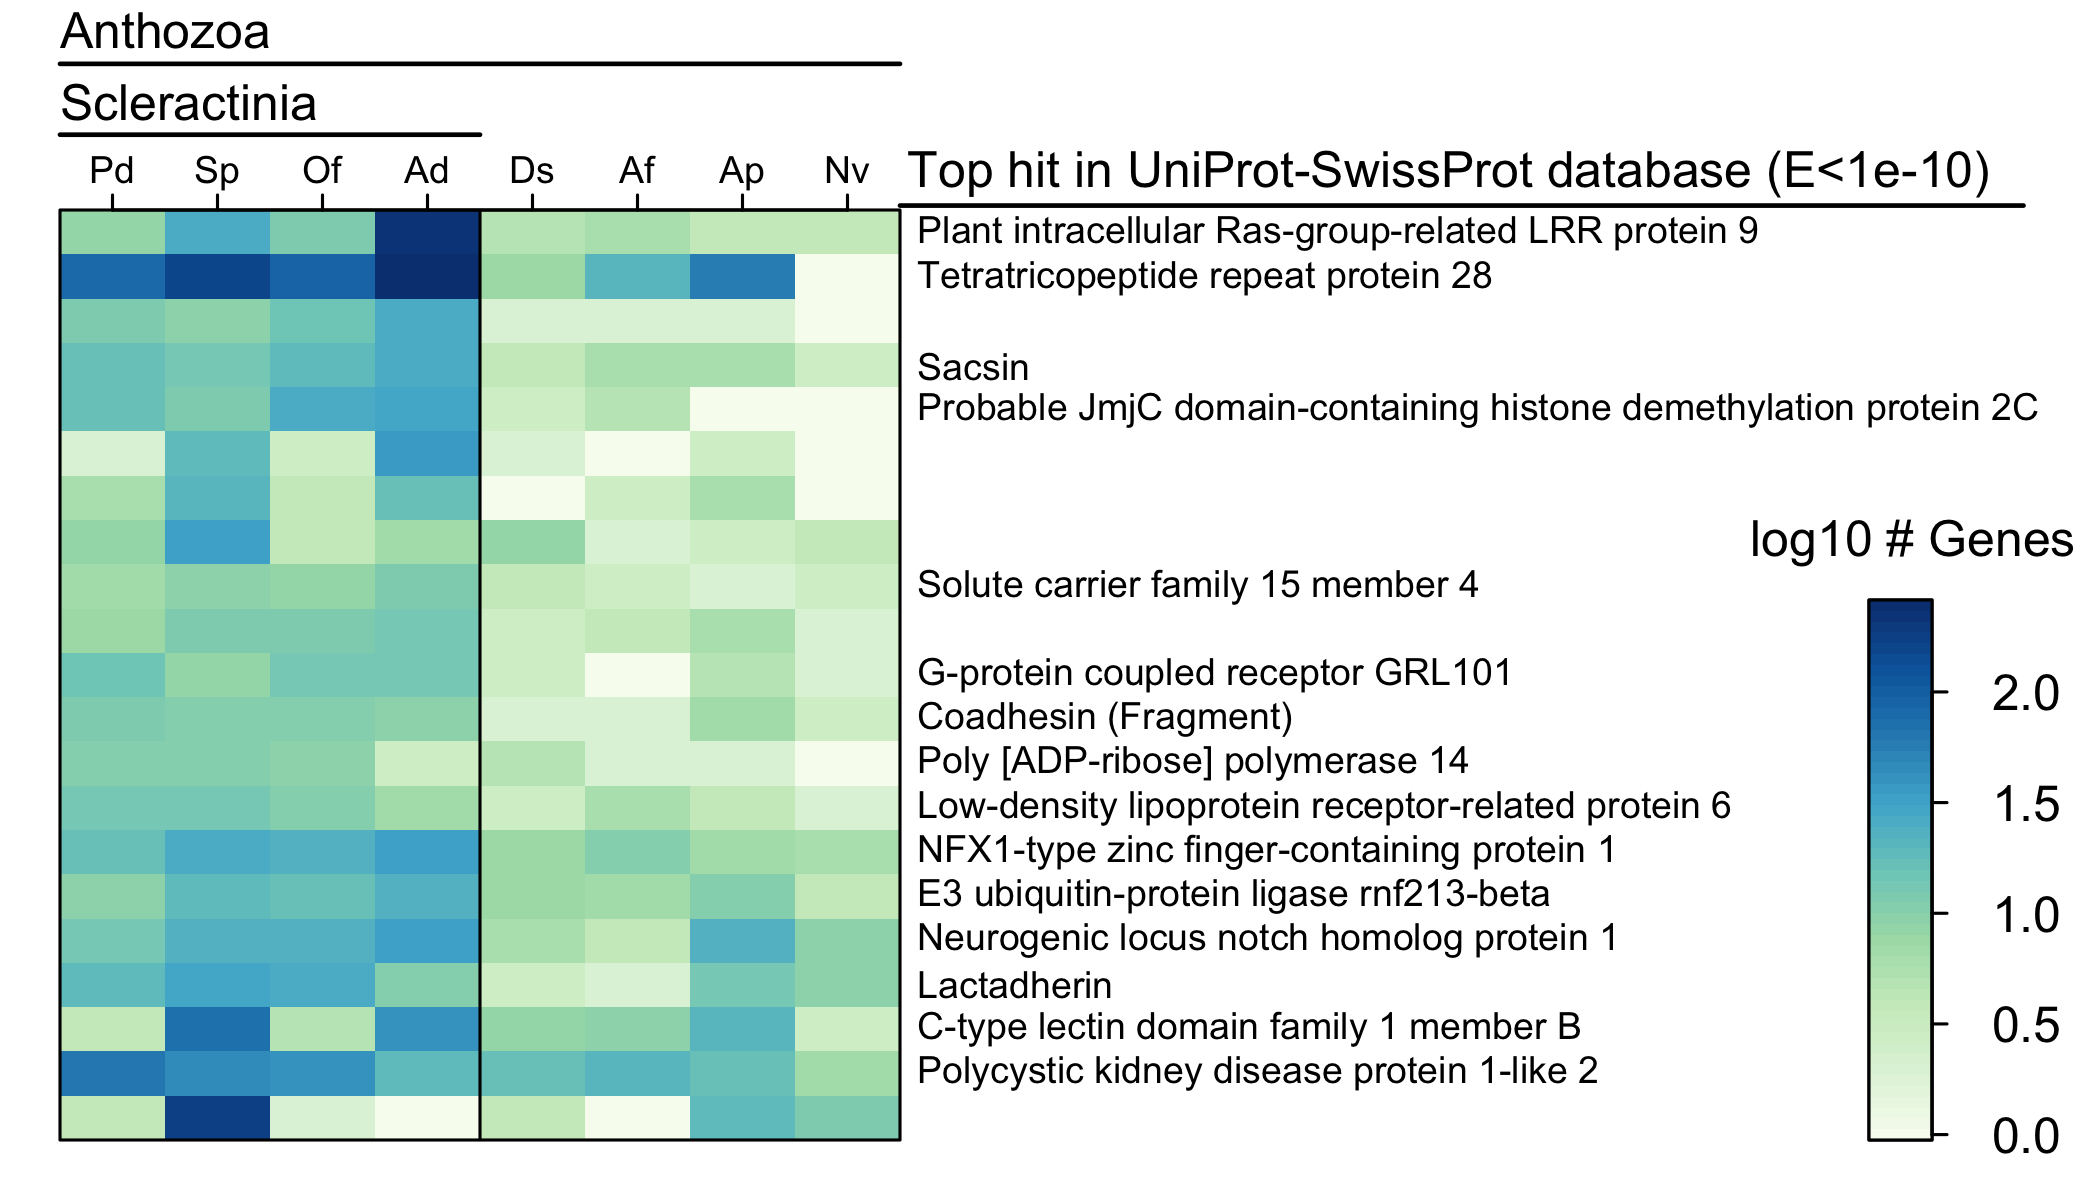 Anthozoa
Scleractinia
Pd Sp Of Ad Ds Af Ap Nv
Top hit in UniProt-SwissProt database (E<1e-10)
Plant intracellular Ras-group-related LRR protein 9
Tetratricopeptide repeat protein 28
Sacsin
Probable JmjC domain-containing histone demethylation protein 2C
Solute carrier family 15 member 4
G-protein coupled receptor GRL101
Coadhesin (Fragment)
Poly [ADP-ribose] polymerase 14
Low-density lipoprotein receptor-related protein 6
NFX1-type zinc finger-containing protein 1
E3 ubiquitin-protein ligase rnf213-beta
Neurogenic locus notch homolog protein 1
Lactadherin
C-type lectin domain family 1 member B
Polycystic kidney disease protein 1-like 2
log10 # Genes
2.0
1.5
1.0
0.5
0.0